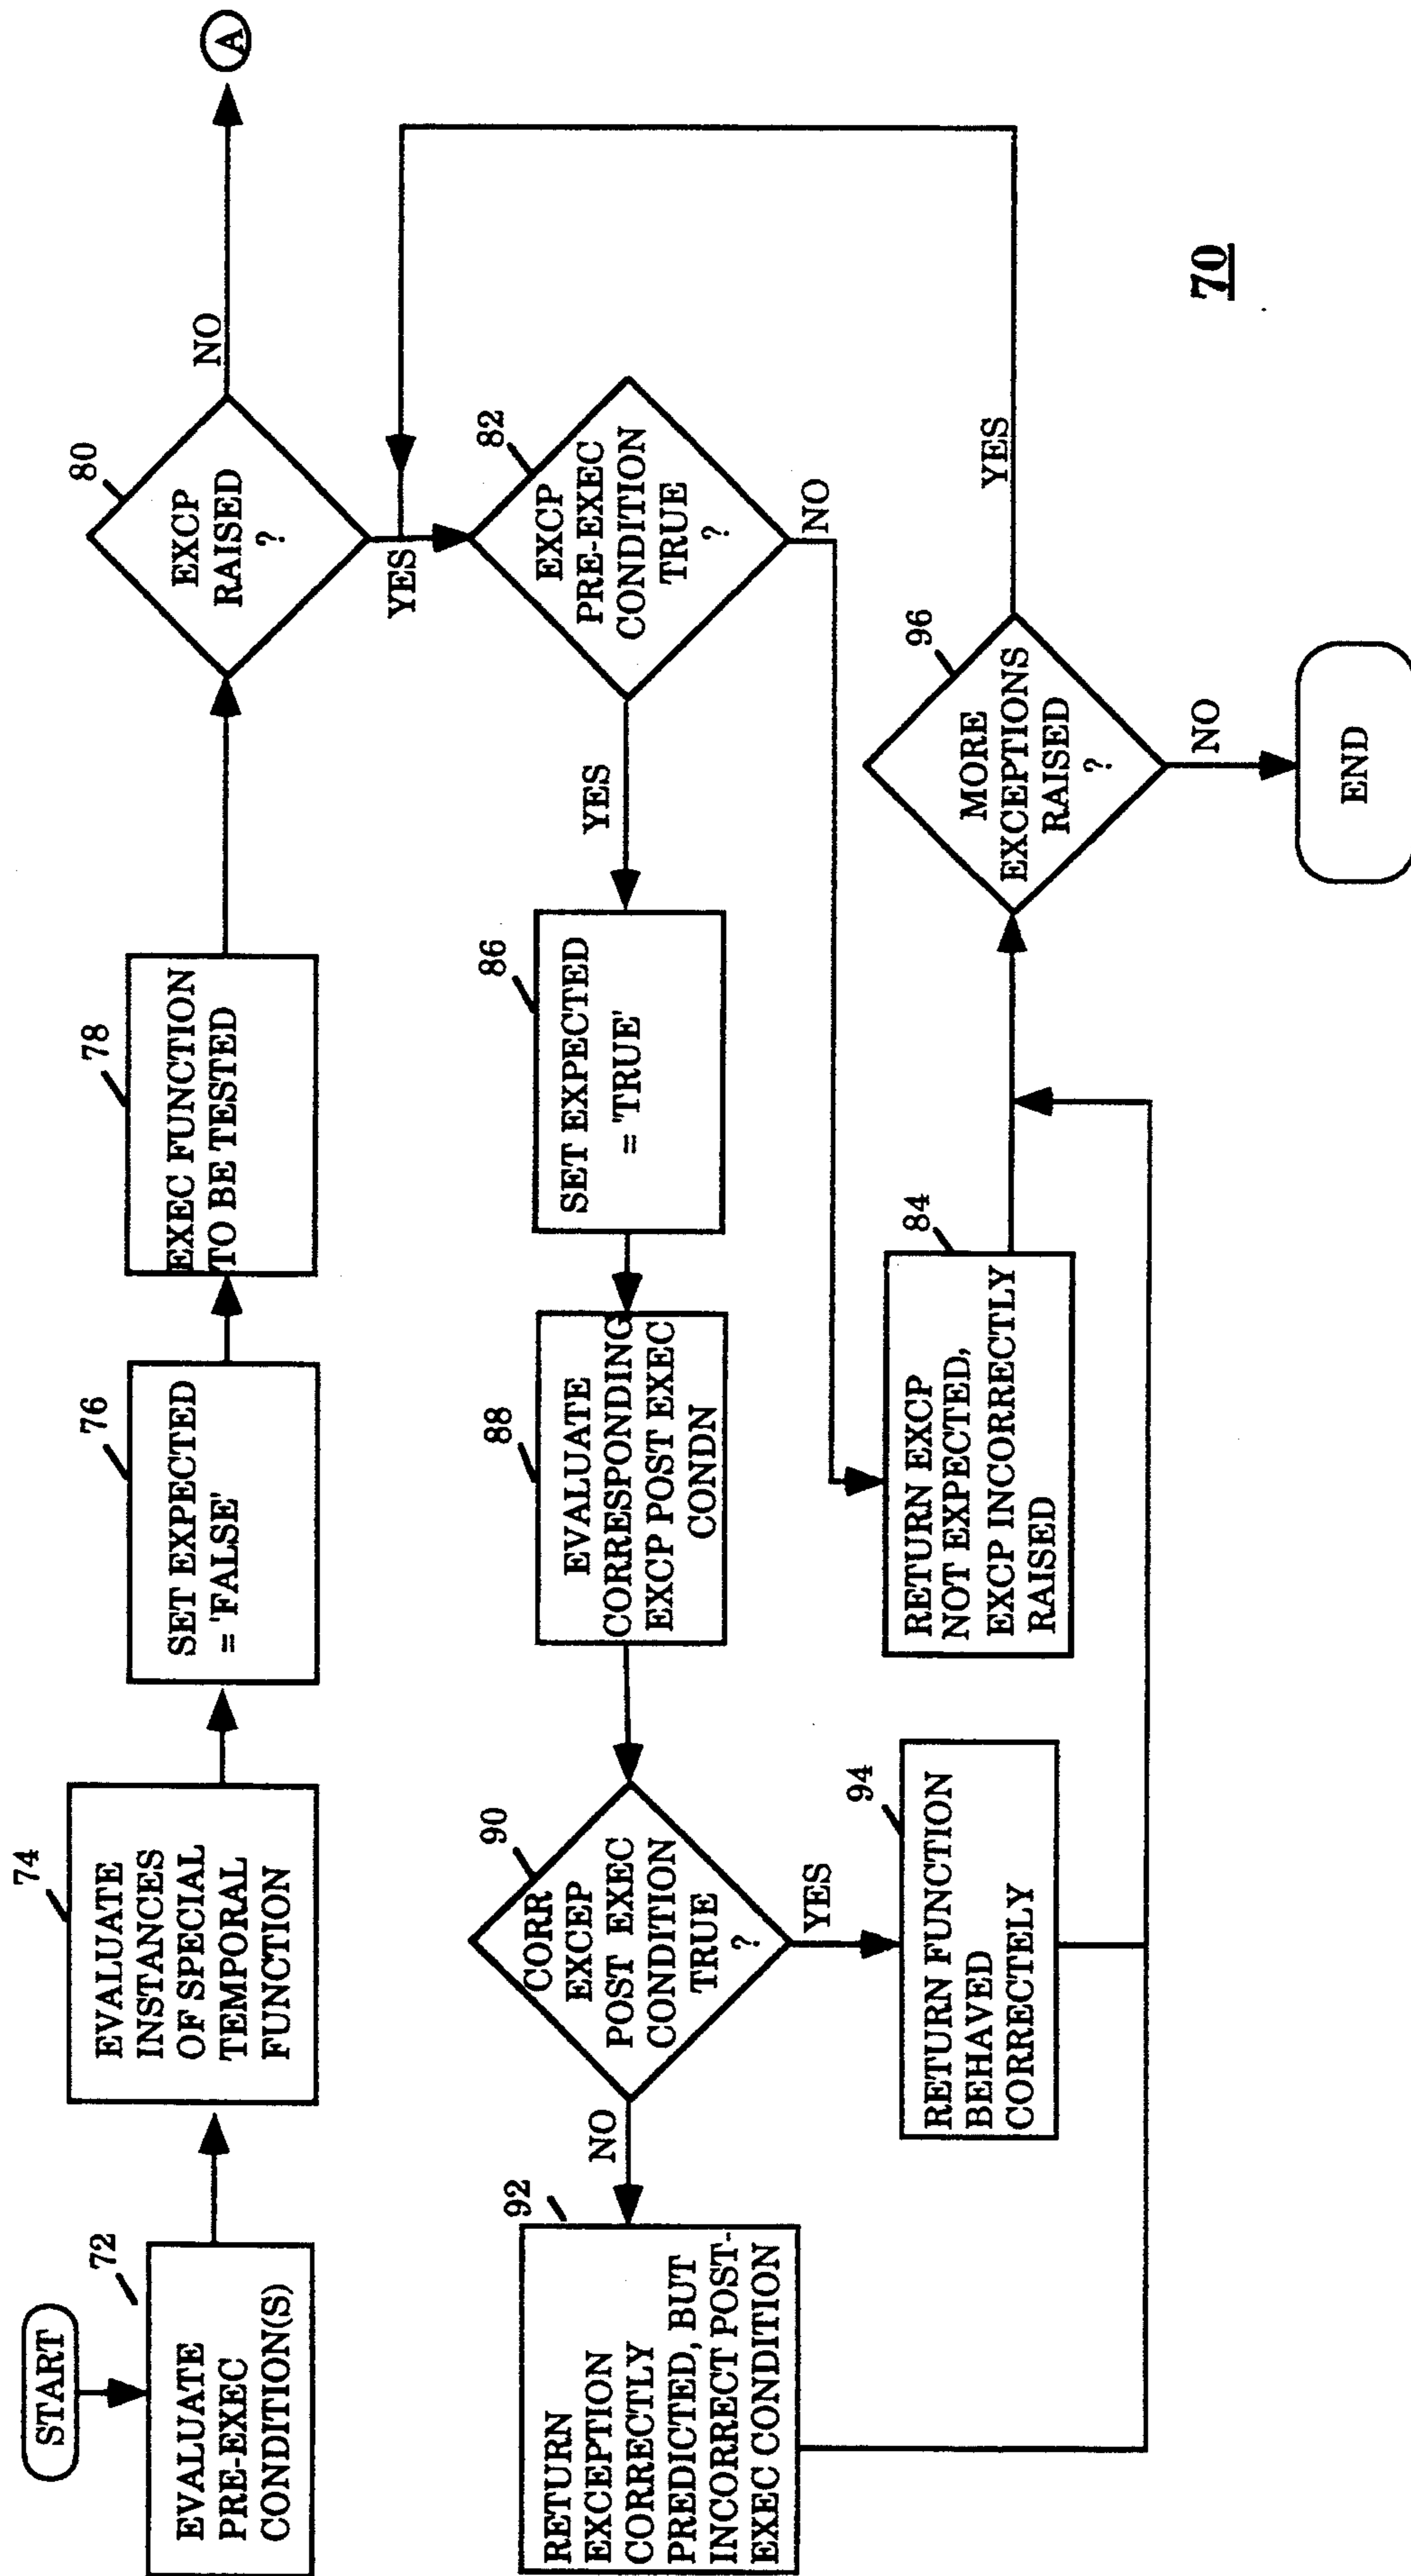 START
72
EVALUATE
PRE-EXEC
CONDITION(S)
74
EVALUATE
INSTANCES
OF SPECIAL
TEMPORAL
FUNCTION
76
SET EXPECTED
= 'FALSE'
78
EXEC FUNCTION
TO BE TESTED
80
EXCP
RAISED
?
NO
A
YES
82
EXCP
PRE-EXEC
CONDITION
TRUE
?
NO
YES
86
SET EXPECTED
= 'TRUE'
88
EVALUATE
CORRESPONDING
EXCP POST EXEC
CONDN
90
CORR
EXCEP
POST EXEC
CONDITION
TRUE
?
NO
YES
92
RETURN
EXCEPTION
CORRECTLY
PREDICTED, BUT
INCORRECT POST-
EXEC CONDITION
94
RETURN FUNCTION
BEHAVED
CORRECTELY
84
RETURN EXCP
NOT EXPECTED,
EXCP INCORRECTLY
RAISED
96
MORE
EXCEPTIONS
RAISED
?
YES
NO
END
70